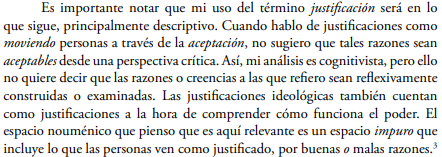 Es importante notar que mi uso del término justificación será en lo
que sigue, principalmente descriptivo. Cuando hablo de justificaciones como
moviendo personas a través de la aceptación, no sugiero que tales razones sean
aceptables desde una perspectiva crítica. Así, mi análisis es cognitivista, pero ello
no quiere decir que las razones o creencias a las que refiero sean reflexivamente
construidas o examinadas. Las justificaciones ideológicas también cuentan
como justificaciones a la hora de comprender cómo funciona el poder. El
espacio nouménico que pienso que es aquí relevante es un espacio impuro que
incluye lo que las personas ven como justificado, por buenas o malas razones.³